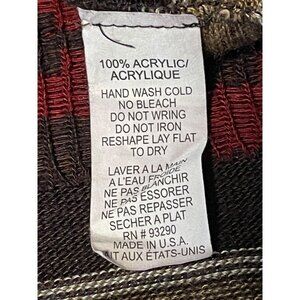 100% ACRYLIC/
ACRYLIQUE
HAND WASH COLD
NO BLEACH
DO NOT WRING
DO NOT IRON
RESHAPE LAY FLAT
TO DRY
LAVER A LA MAIN
A L'EAU FROIDE
NE PAS BLANCHIR
NE PAS ESSORER
NE PAS REPASSER
SECHER A PLAT
RN # 93290
MADE IN U.S.A.
AUX ÉTATS-UNIS